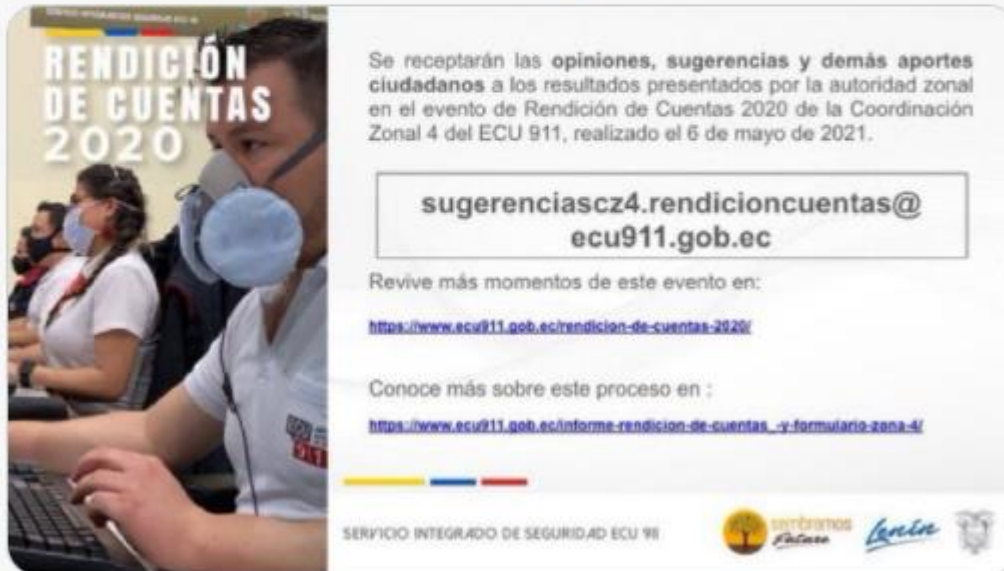 RENDICIÓN
DE CUENTAS
2020
Se receptarán las opiniones, sugerencias y demás aportes
ciudadanos a los resultados presentados por la autoridad zonal
en el evento de Rendición de Cuentas 2020 de la Coordinación
Zonal 4 del ECU 911, realizado el 6 de mayo de 2021.
sugerenciascz4.rendicioncuentas@
ecu911.gob.ec
Revive más momentos de este evento en:
https://www.ecu911.gob.ec/rendicion-de-cuentas-2020/
Conoce más sobre este proceso en :
https://www.ecu911.gob.ec/informe-rendicion-de-cuentas_-y-formulario-zona-4/
SERVICIO INTEGRADO DE SEGURIDAD ECU 911
sembramos
Futuro
Lenín
911